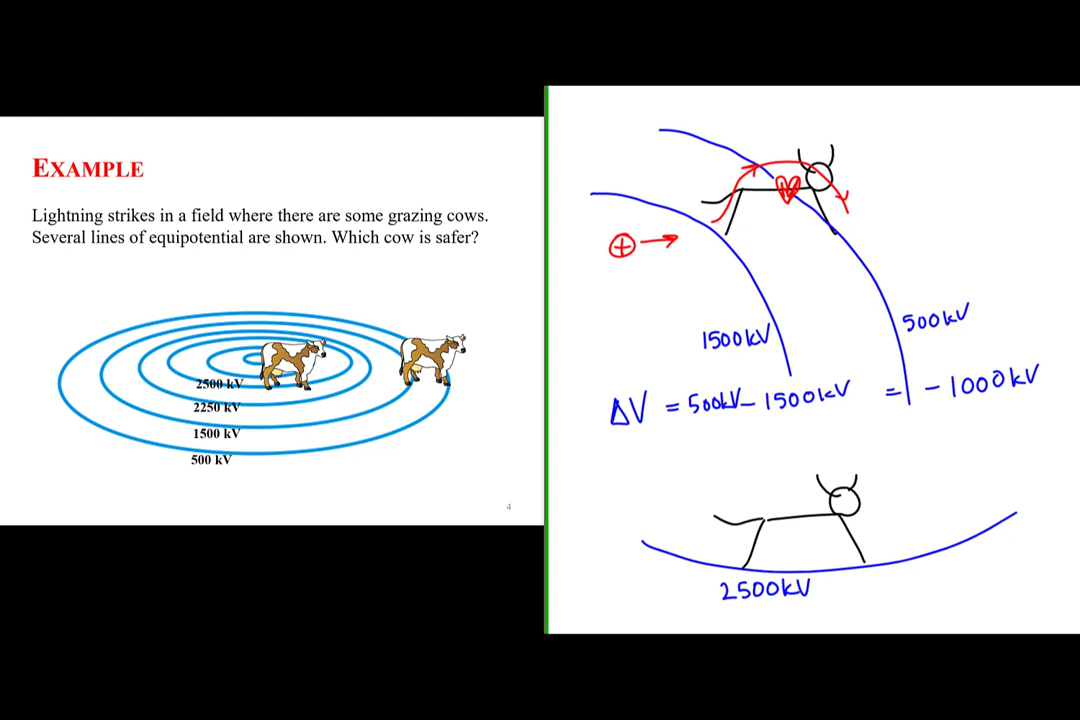 EXAMPLE
Lightning strikes in a field where there are some grazing cows.
Several lines of equipotential are shown. Which cow is safer?
2500 kV
2250 kV
1500 kV
500 kV
4
+
1500kV
500kV
ΔV = 500kV - 1500kV = - 1000kV
2500kV